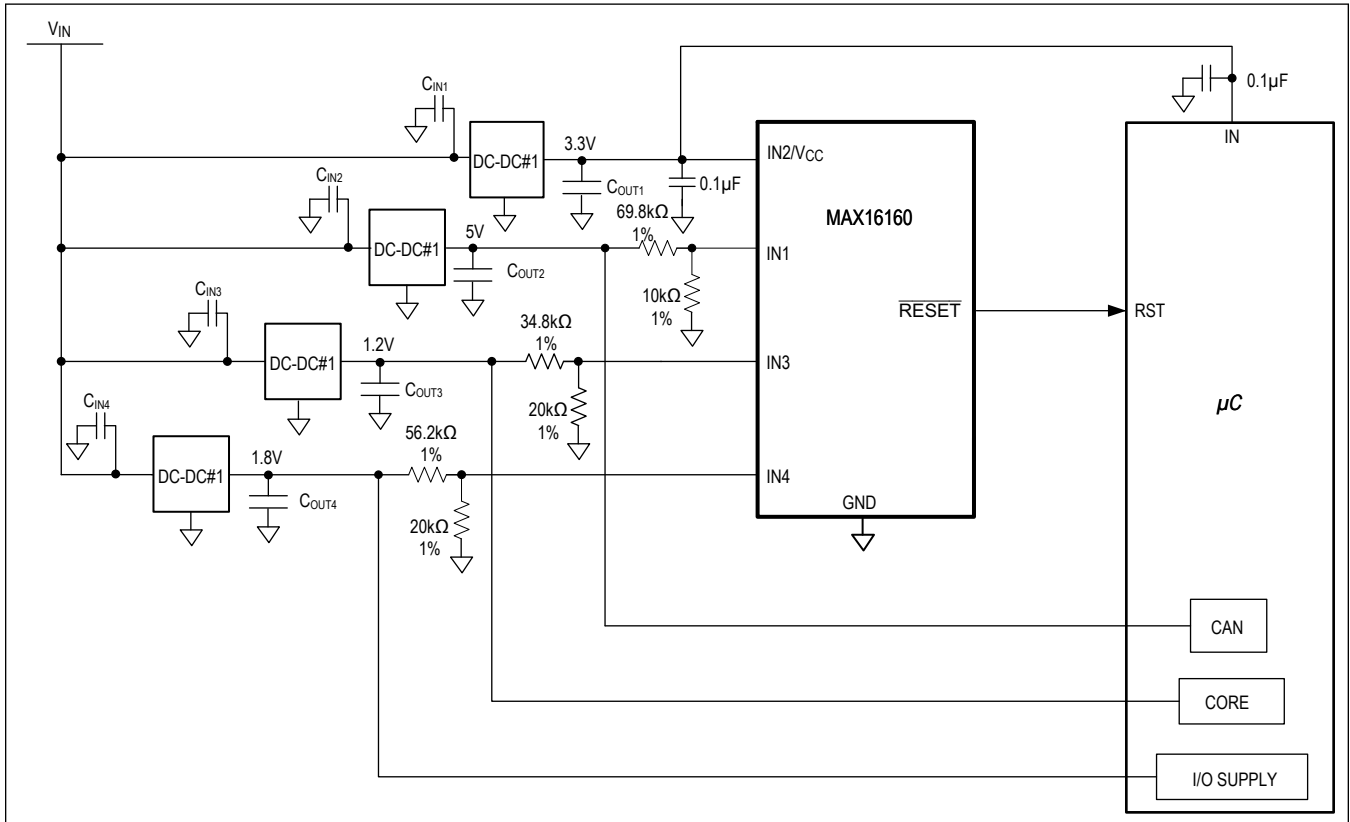 VIN
CIN1
DC-DC#1
3.3V
COUT1
0.1µF
IN2/VCC
0.1µF
IN
CIN2
DC-DC#1
5V
COUT2
69.8kΩ
1%
IN1
10kΩ
1%
MAX16160
RESET
RST
CIN3
DC-DC#1
1.2V
COUT3
34.8kΩ
1%
IN3
20kΩ
1%
µC
CIN4
DC-DC#1
1.8V
COUT4
56.2kΩ
1%
IN4
20kΩ
1%
GND
CAN
CORE
I/O SUPPLY